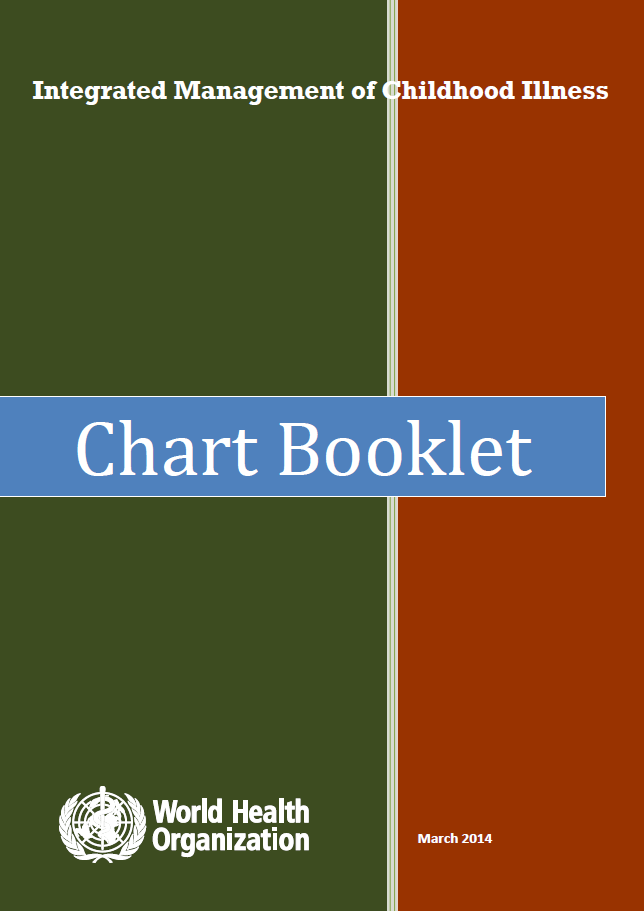 Integrated Management of Childhood Illness
Chart Booklet
World Health
Organization
March 2014